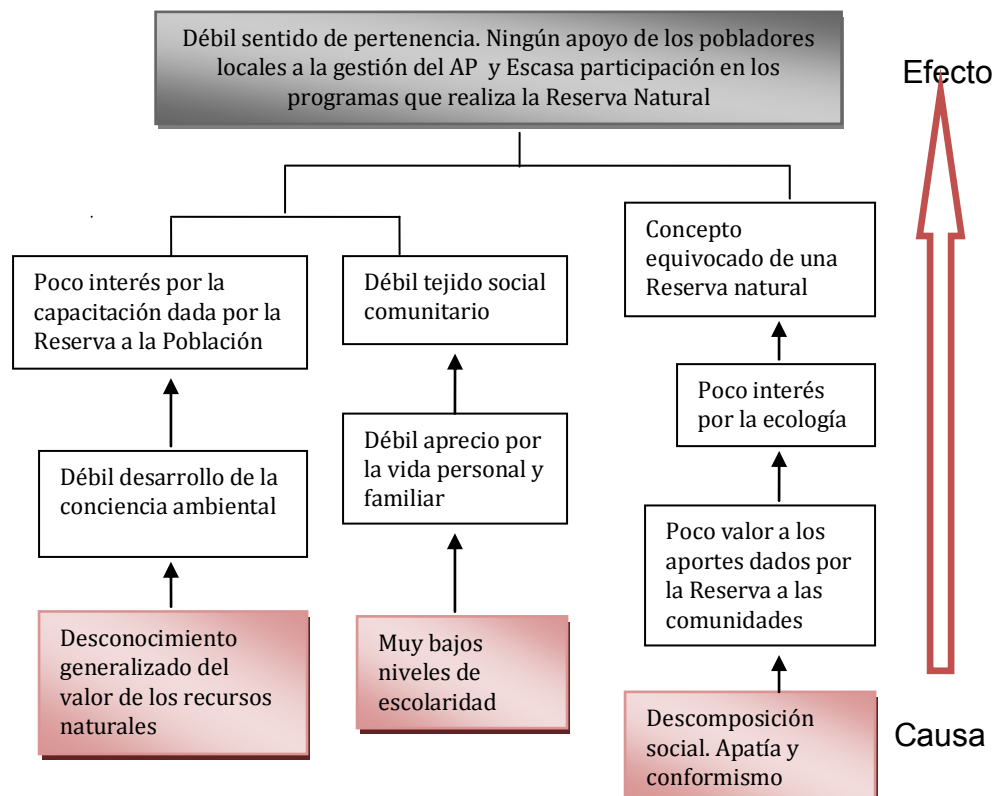 Débil sentido de pertenencia. Ningún apoyo de los pobladores
locales a la gestión del AP y Escasa participación en los
programas que realiza la Reserva Natural
Efecto
Poco interés por la
capacitación dada por la
Reserva a la Población
Débil tejido social
comunitario
Concepto
equivocado de una
Reserva natural
Poco interés
por la ecología
Débil desarrollo de la
conciencia ambiental
Débil aprecio por
la vida personal y
familiar
Poco valor a los
aportes dados por
la Reserva a las
comunidades
Desconocimiento
generalizado del
valor de los recursos
naturales
Muy bajos
niveles de
escolaridad
Descomposición
social. Apatía y
conformismo
Causa